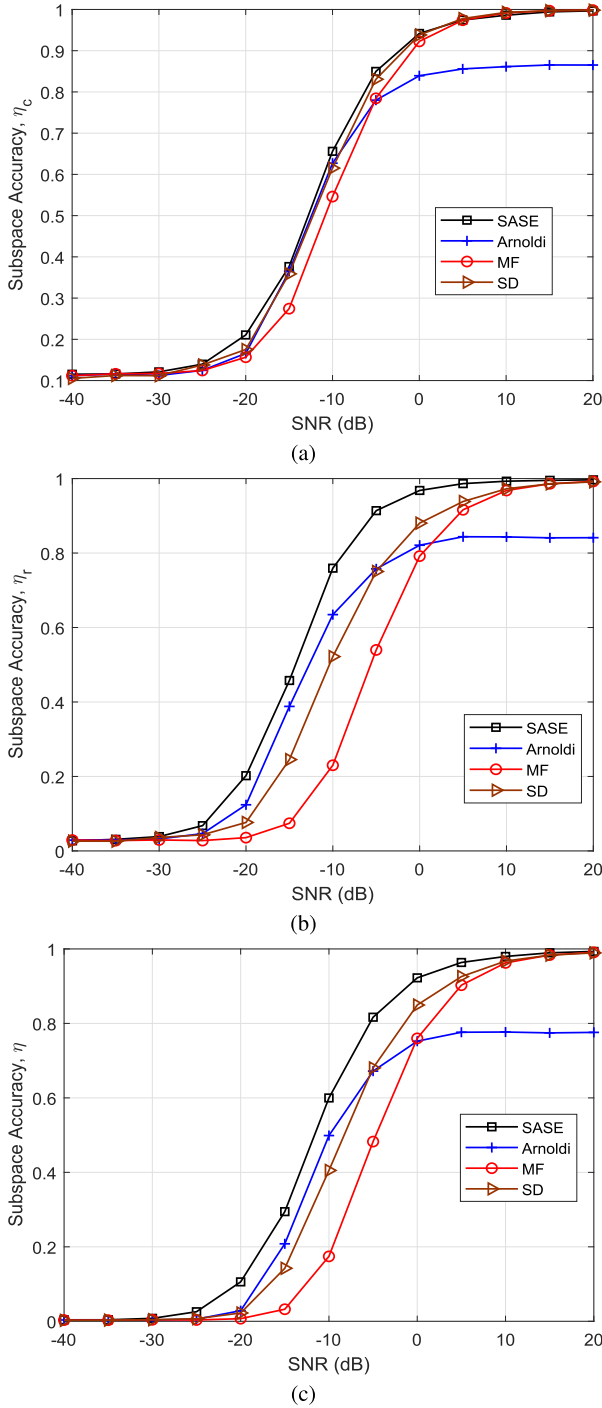 1
0.9
0.8
0.7
0.6
0.5
0.4
0.3
0.2
0.1
Subspace Accuracy, η_c
SASE
Arnoldi
MF
SD
-40 -30 -20 -10 0 10 20
SNR (dB)
(a)
1
0.8
0.6
0.4
0.2
0
Subspace Accuracy, η_r
SASE
Arnoldi
MF
SD
-40 -30 -20 -10 0 10 20
SNR (dB)
(b)
1
0.8
0.6
0.4
0.2
0
Subspace Accuracy, η
SASE
Arnoldi
MF
SD
-40 -30 -20 -10 0 10 20
SNR (dB)
(c)